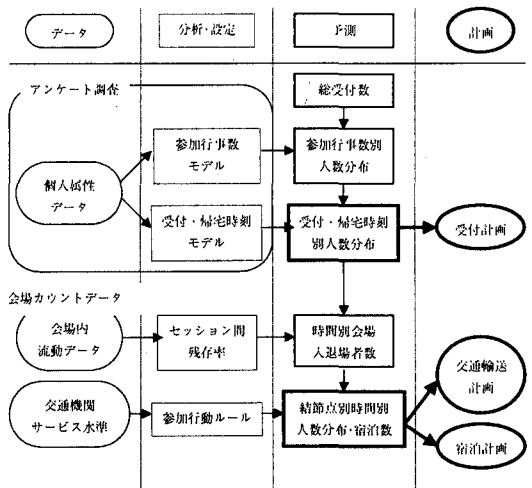 データ
分析・設定
予測
計画
アンケート調査
総受付数
参加行事数
モデル
参加行事数別
人数分布
個人属性
データ
受付・帰宅時刻
モデル
受付・帰宅時刻
別人数分布
受付計画
会場カウントデータ
会場内
流動データ
セッション間
残存率
時間別会場
入退場者数
交通輸送
計画
交通機関
サービス水準
参加行動ルール
結節点別時間別
人数分布・宿泊数
宿泊計画